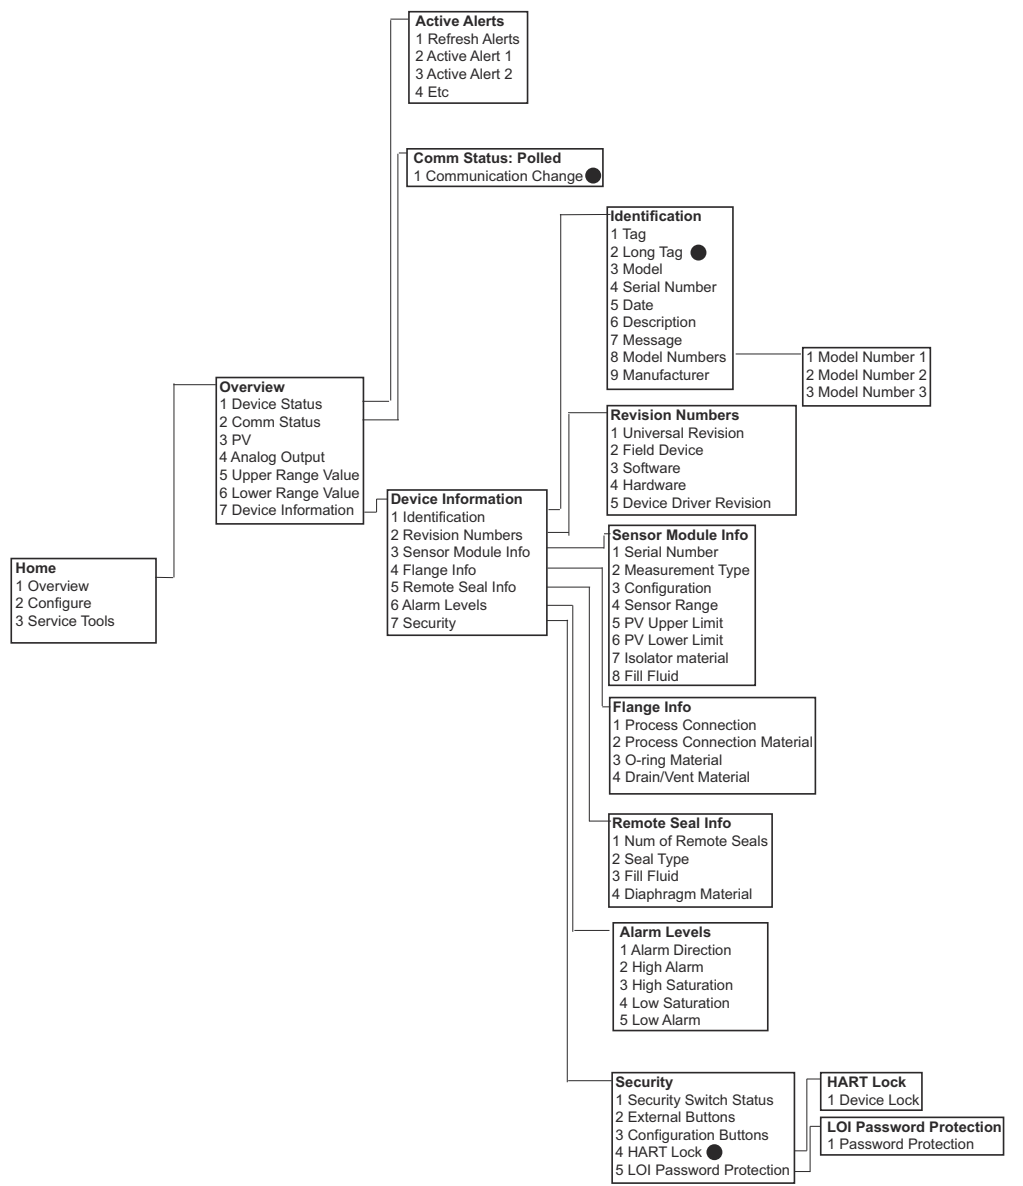 Active Alerts
1 Refresh Alerts
2 Active Alert 1
3 Active Alert 2
4 Etc
Comm Status: Polled
1 Communication Change
Identification
1 Tag
2 Long Tag
3 Model
4 Serial Number
5 Date
6 Description
7 Message
8 Model Numbers
9 Manufacturer
1 Model Number 1
2 Model Number 2
3 Model Number 3
Overview
1 Device Status
2 Comm Status
3 PV
4 Analog Output
5 Upper Range Value
6 Lower Range Value
7 Device Information
Revision Numbers
1 Universal Revision
2 Field Device
3 Software
4 Hardware
5 Device Driver Revision
Device Information
1 Identification
2 Revision Numbers
3 Sensor Module Info
4 Flange Info
5 Remote Seal Info
6 Alarm Levels
7 Security
Home
1 Overview
2 Configure
3 Service Tools
Sensor Module Info
1 Serial Number
2 Measurement Type
3 Configuration
4 Sensor Range
5 PV Upper Limit
6 PV Lower Limit
7 Isolator material
8 Fill Fluid
Flange Info
1 Process Connection
2 Process Connection Material
3 O-ring Material
4 Drain/Vent Material
Remote Seal Info
1 Num of Remote Seals
2 Seal Type
3 Fill Fluid
4 Diaphragm Material
Alarm Levels
1 Alarm Direction
2 High Alarm
3 High Saturation
4 Low Saturation
5 Low Alarm
Security
1 Security Switch Status
2 External Buttons
3 Configuration Buttons
4 HART Lock
5 LOI Password Protection
HART Lock
1 Device Lock
LOI Password Protection
1 Password Protection